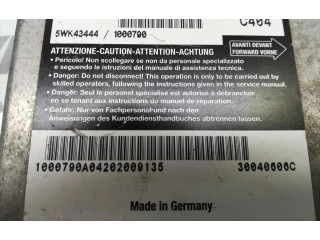 C404
5WK43444 / 1000790
ATTENZIONE-CAUTION-ATTENTION-ACHTUNG
AVANTI DEVANT
FORWARD VORNE
• Pericolo! Non scollegare se non da personale specializzato
e seguendo le istruzioni del manuale di assistenza tecnica.
• Danger: Do not disconnect! This operation is only to be carried out by
skilled operators, following the instructions given in the service manual.
• Danger: Seul le personel spécialisé est autorisé à debrancher
en se tenant aux instructions du manuel de réparation.
• Gefahr: Nur von Fachpersonal und nach den
Anweisungen des Kundendiensthandbuches abtrennen lassen.
1000790A04202009135
30040606C
Made in Germany